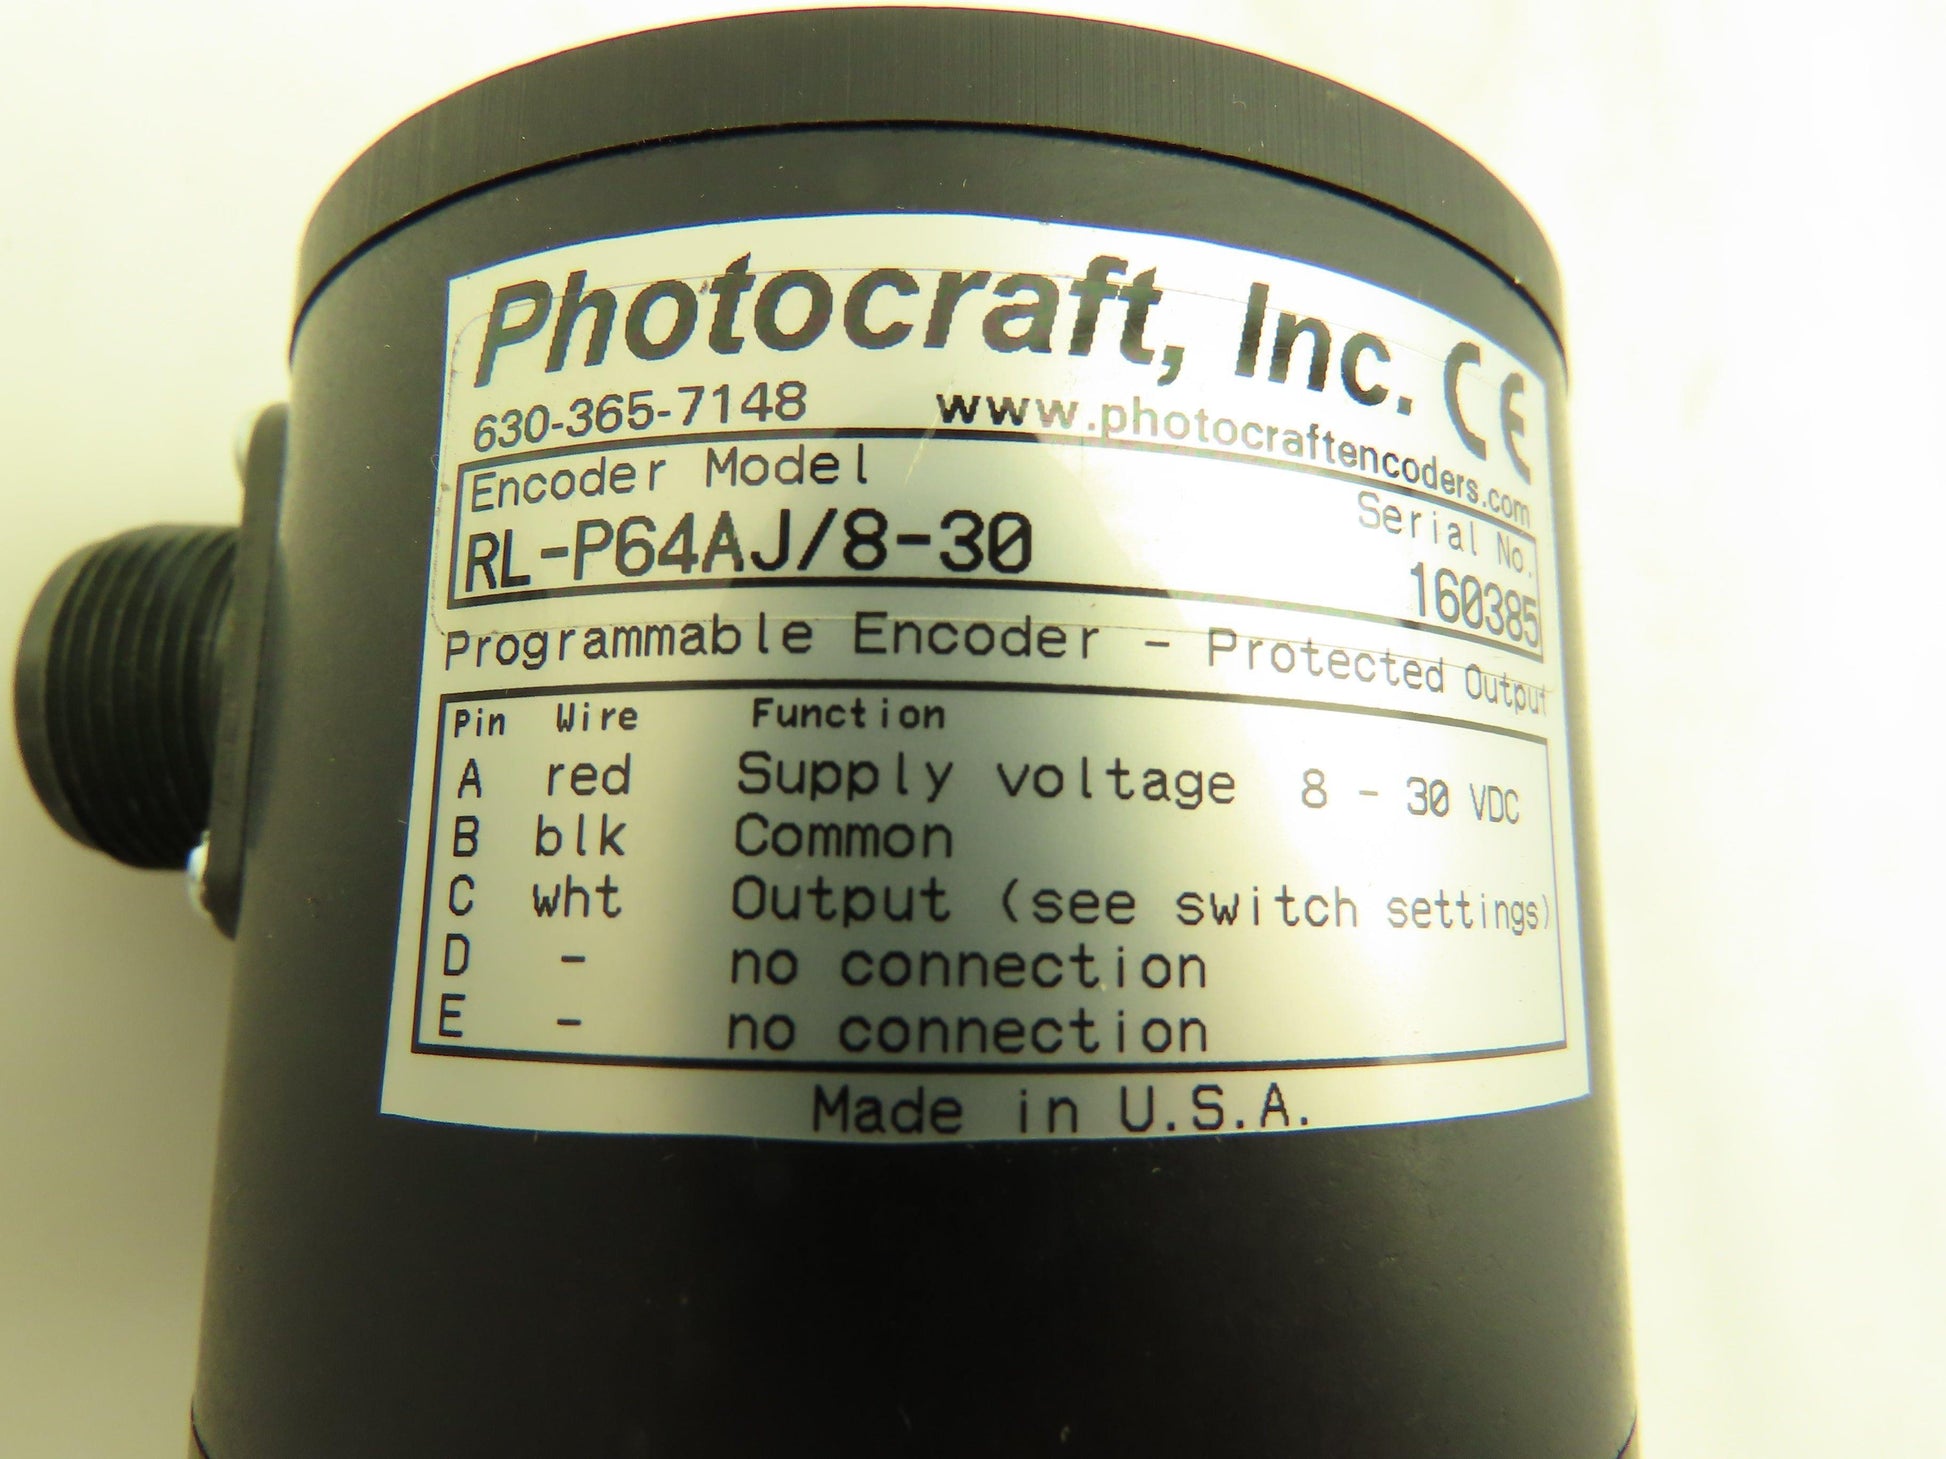 Photocraft, Inc. CE
630-365-7148 www.photocraftencoders.com
Encoder Model Serial No.
RL-P64AJ/8-30 160385
Programmable Encoder - Protected Output
Pin Wire Function
A red Supply voltage 8 - 30 VDC
B blk Common
C wht Output (see switch settings)
D - no connection
E - no connection
Made in U.S.A.